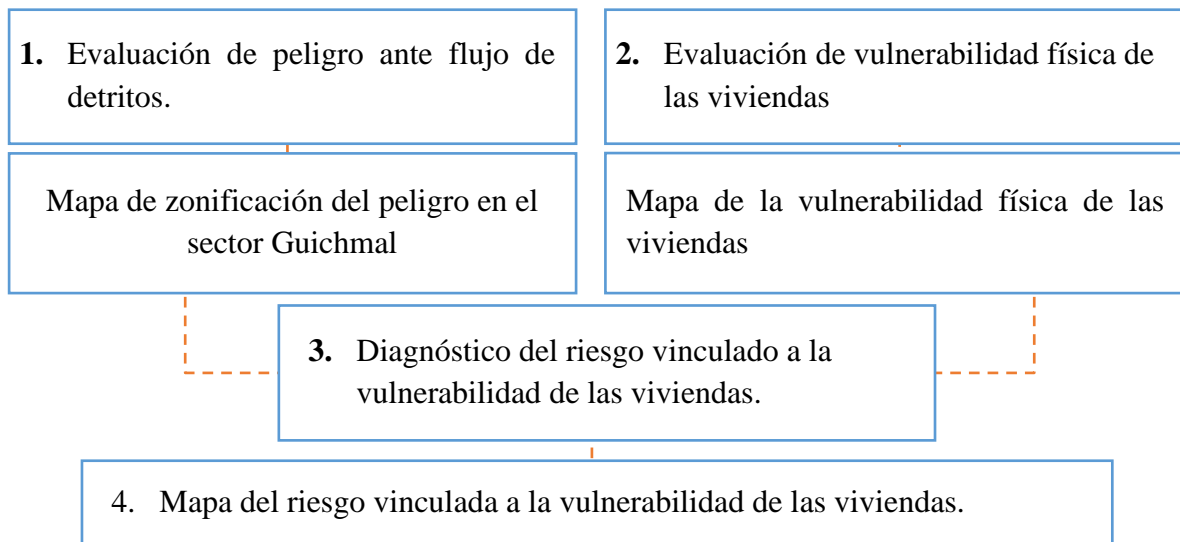 1. Evaluación de peligro ante flujo de
detritos.
2. Evaluación de vulnerabilidad física de
las viviendas
Mapa de zonificación del peligro en el
sector Guichmal
Mapa de la vulnerabilidad física de las
viviendas
3. Diagnóstico del riesgo vinculado a la
vulnerabilidad de las viviendas.
4. Mapa del riesgo vinculada a la vulnerabilidad de las viviendas.